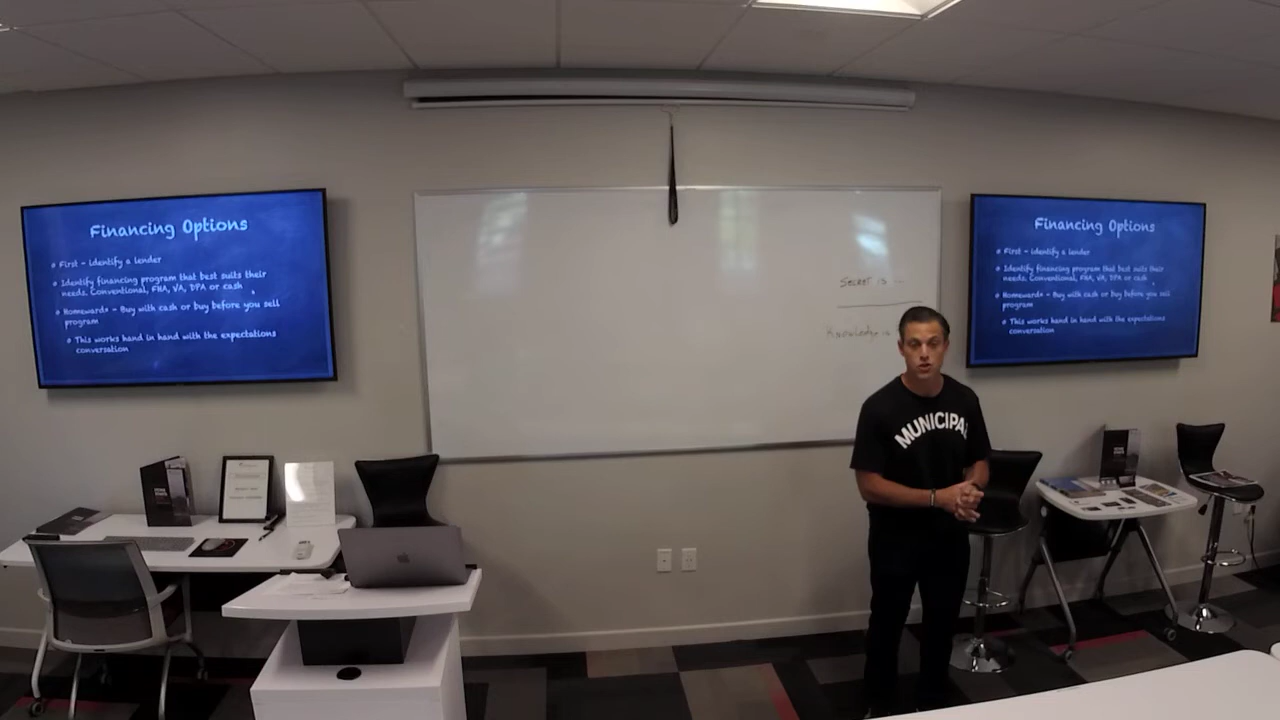 Financing Options
First - identify a lender
Identify financing program that best suits their
needs. Conventional, FHA, VA, DPA or cash
Homeward - Buy with cash or buy before you sell
program
This works hand in hand with the expectations
conversation
Secret is ...
Knowledge is
Financing Options
First - identify a lender
Identify financing program that best suits their
needs. Conventional, FHA, VA, DPA or cash
Homeward - Buy with cash or buy before you sell
program
This works hand in hand with the expectations
conversation
MUNICIPAL